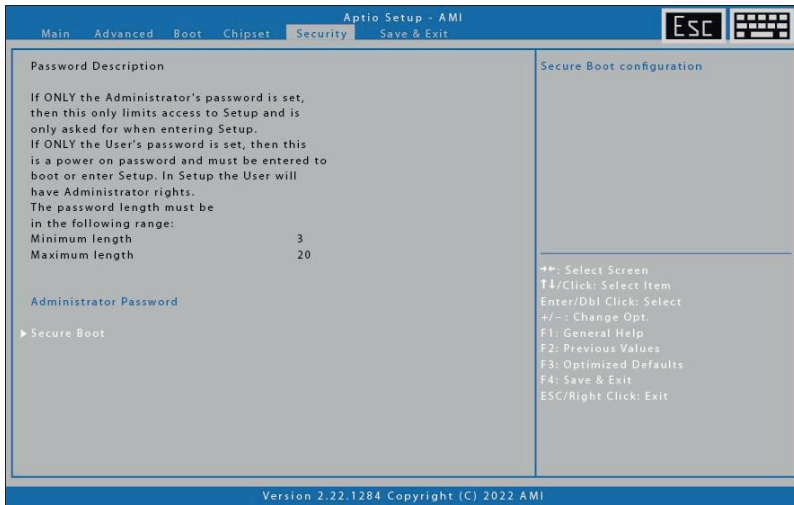 Aptio Setup - AMI
Main Advanced Boot Chipset Security Save & Exit
Esc
Password Description
If ONLY the Administrator's password is set,
then this only limits access to Setup and is
only asked for when entering Setup.
If ONLY the User's password is set, then this
is a power on password and must be entered to
boot or enter Setup. In Setup the User will
have Administrator rights.
The password length must be
in the following range:
Minimum length 3
Maximum length 20
Administrator Password
Secure Boot
Secure Boot configuration
→←: Select Screen
↑↓/Click: Select Item
Enter/Dbl Click: Select
+/– : Change Opt.
F1: General Help
F2: Previous Values
F3: Optimized Defaults
F4: Save & Exit
ESC/Right Click: Exit
Version 2.22.1284 Copyright (C) 2022 AMI